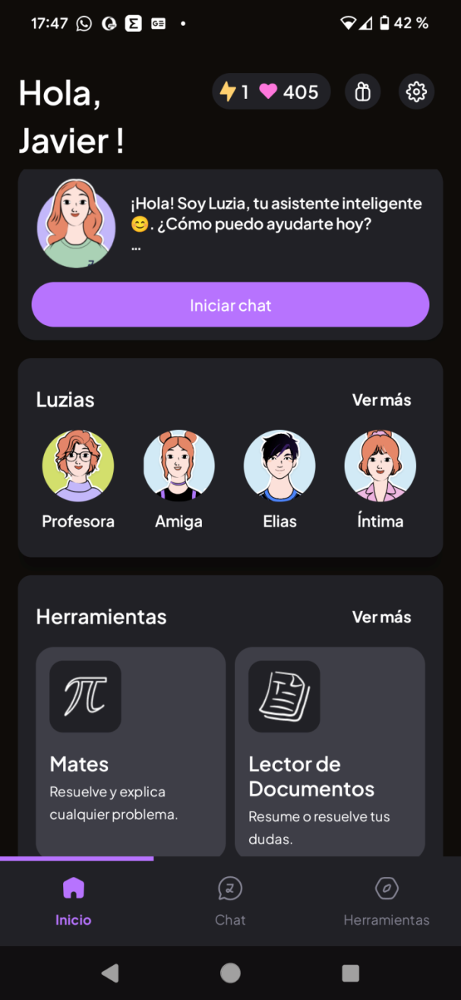 17:47 42 %
Hola,
1 405
Javier !
¡Hola! Soy Luzia, tu asistente inteligente
😊. ¿Cómo puedo ayudarte hoy?
...
Iniciar chat
Luzias Ver más
Profesora Amiga Elias Íntima
Herramientas Ver más
Mates
Resuelve y explica
cualquier problema.
Lector de
Documentos
Resume o resuelve tus
dudas.
Inicio Chat Herramientas